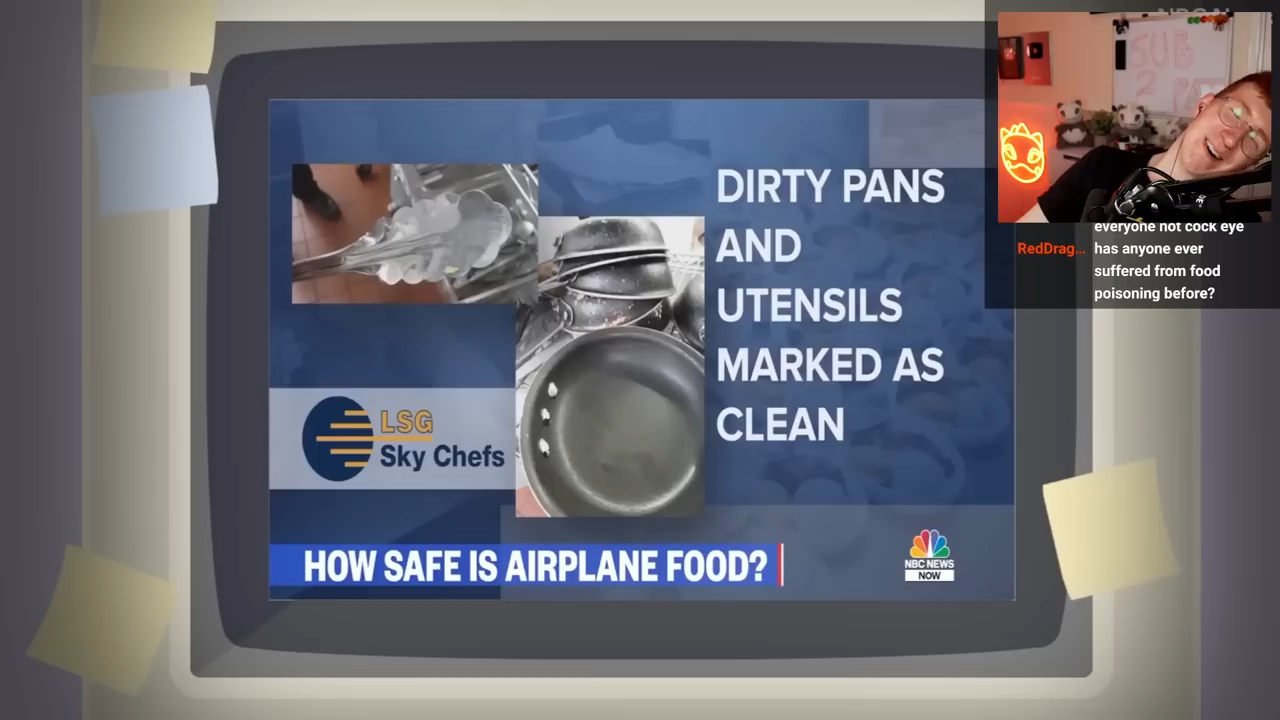 SUB
2
DIRTY PANS
AND
UTENSILS
MARKED AS
CLEAN
LSG
Sky Chefs
HOW SAFE IS AIRPLANE FOOD?
NBC NEWS
NOW
everyone not cock eye
RedDrag… has anyone ever
suffered from food
poisoning before?